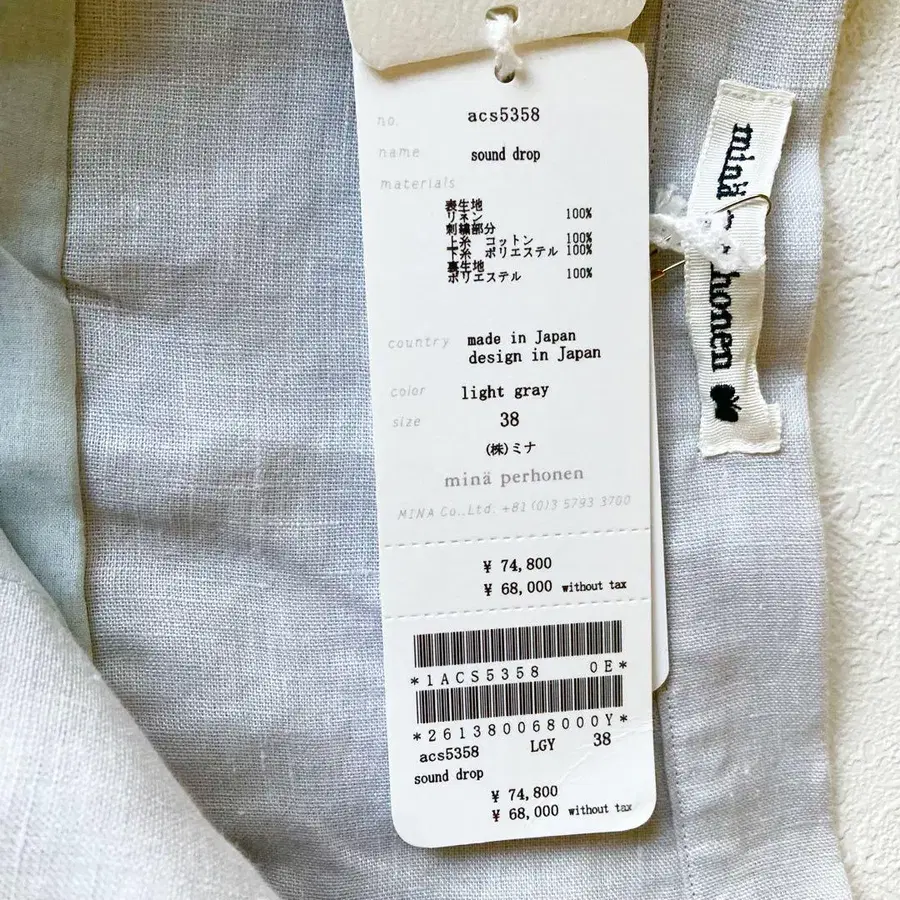 no. acs5358
name sound drop
materials
表生地
リネン 100%
刺繍部分
上糸 コットン 100%
下糸 ポリエステル 100%
裏生地
ポリエステル 100%
country made in Japan
design in Japan
color light gray
size 38
(株)ミナ
minä perhonen
MINA Co.,Ltd. +81 (0)3 5793 3700
¥ 74,800
¥ 68,000 without tax
*1ACS5358 0E*
*261380068000Y*
acs5358 LGY 38
sound drop
¥ 74,800
¥ 68,000 without tax
minä honen